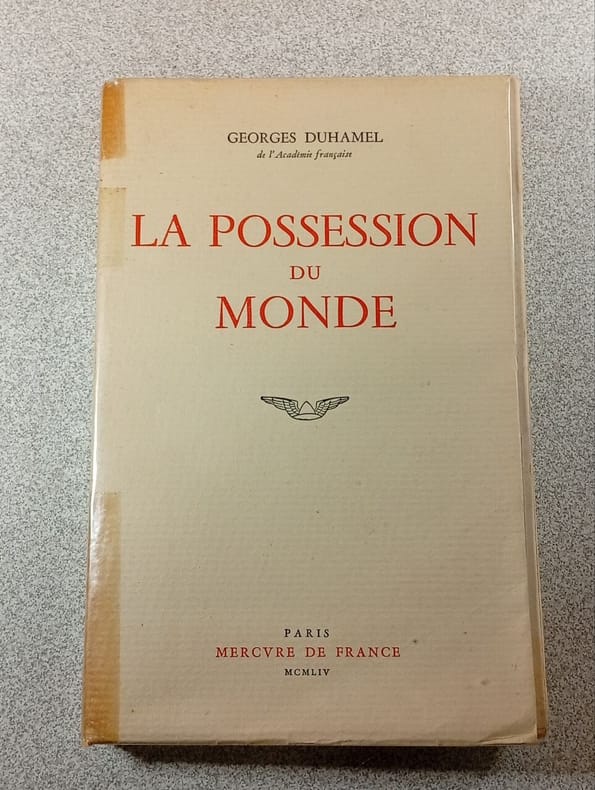 GEORGES DUHAMEL
de l'Académie française
LA POSSESSION
DU
MONDE
PARIS
MERCVRE DE FRANCE
MCMLIV